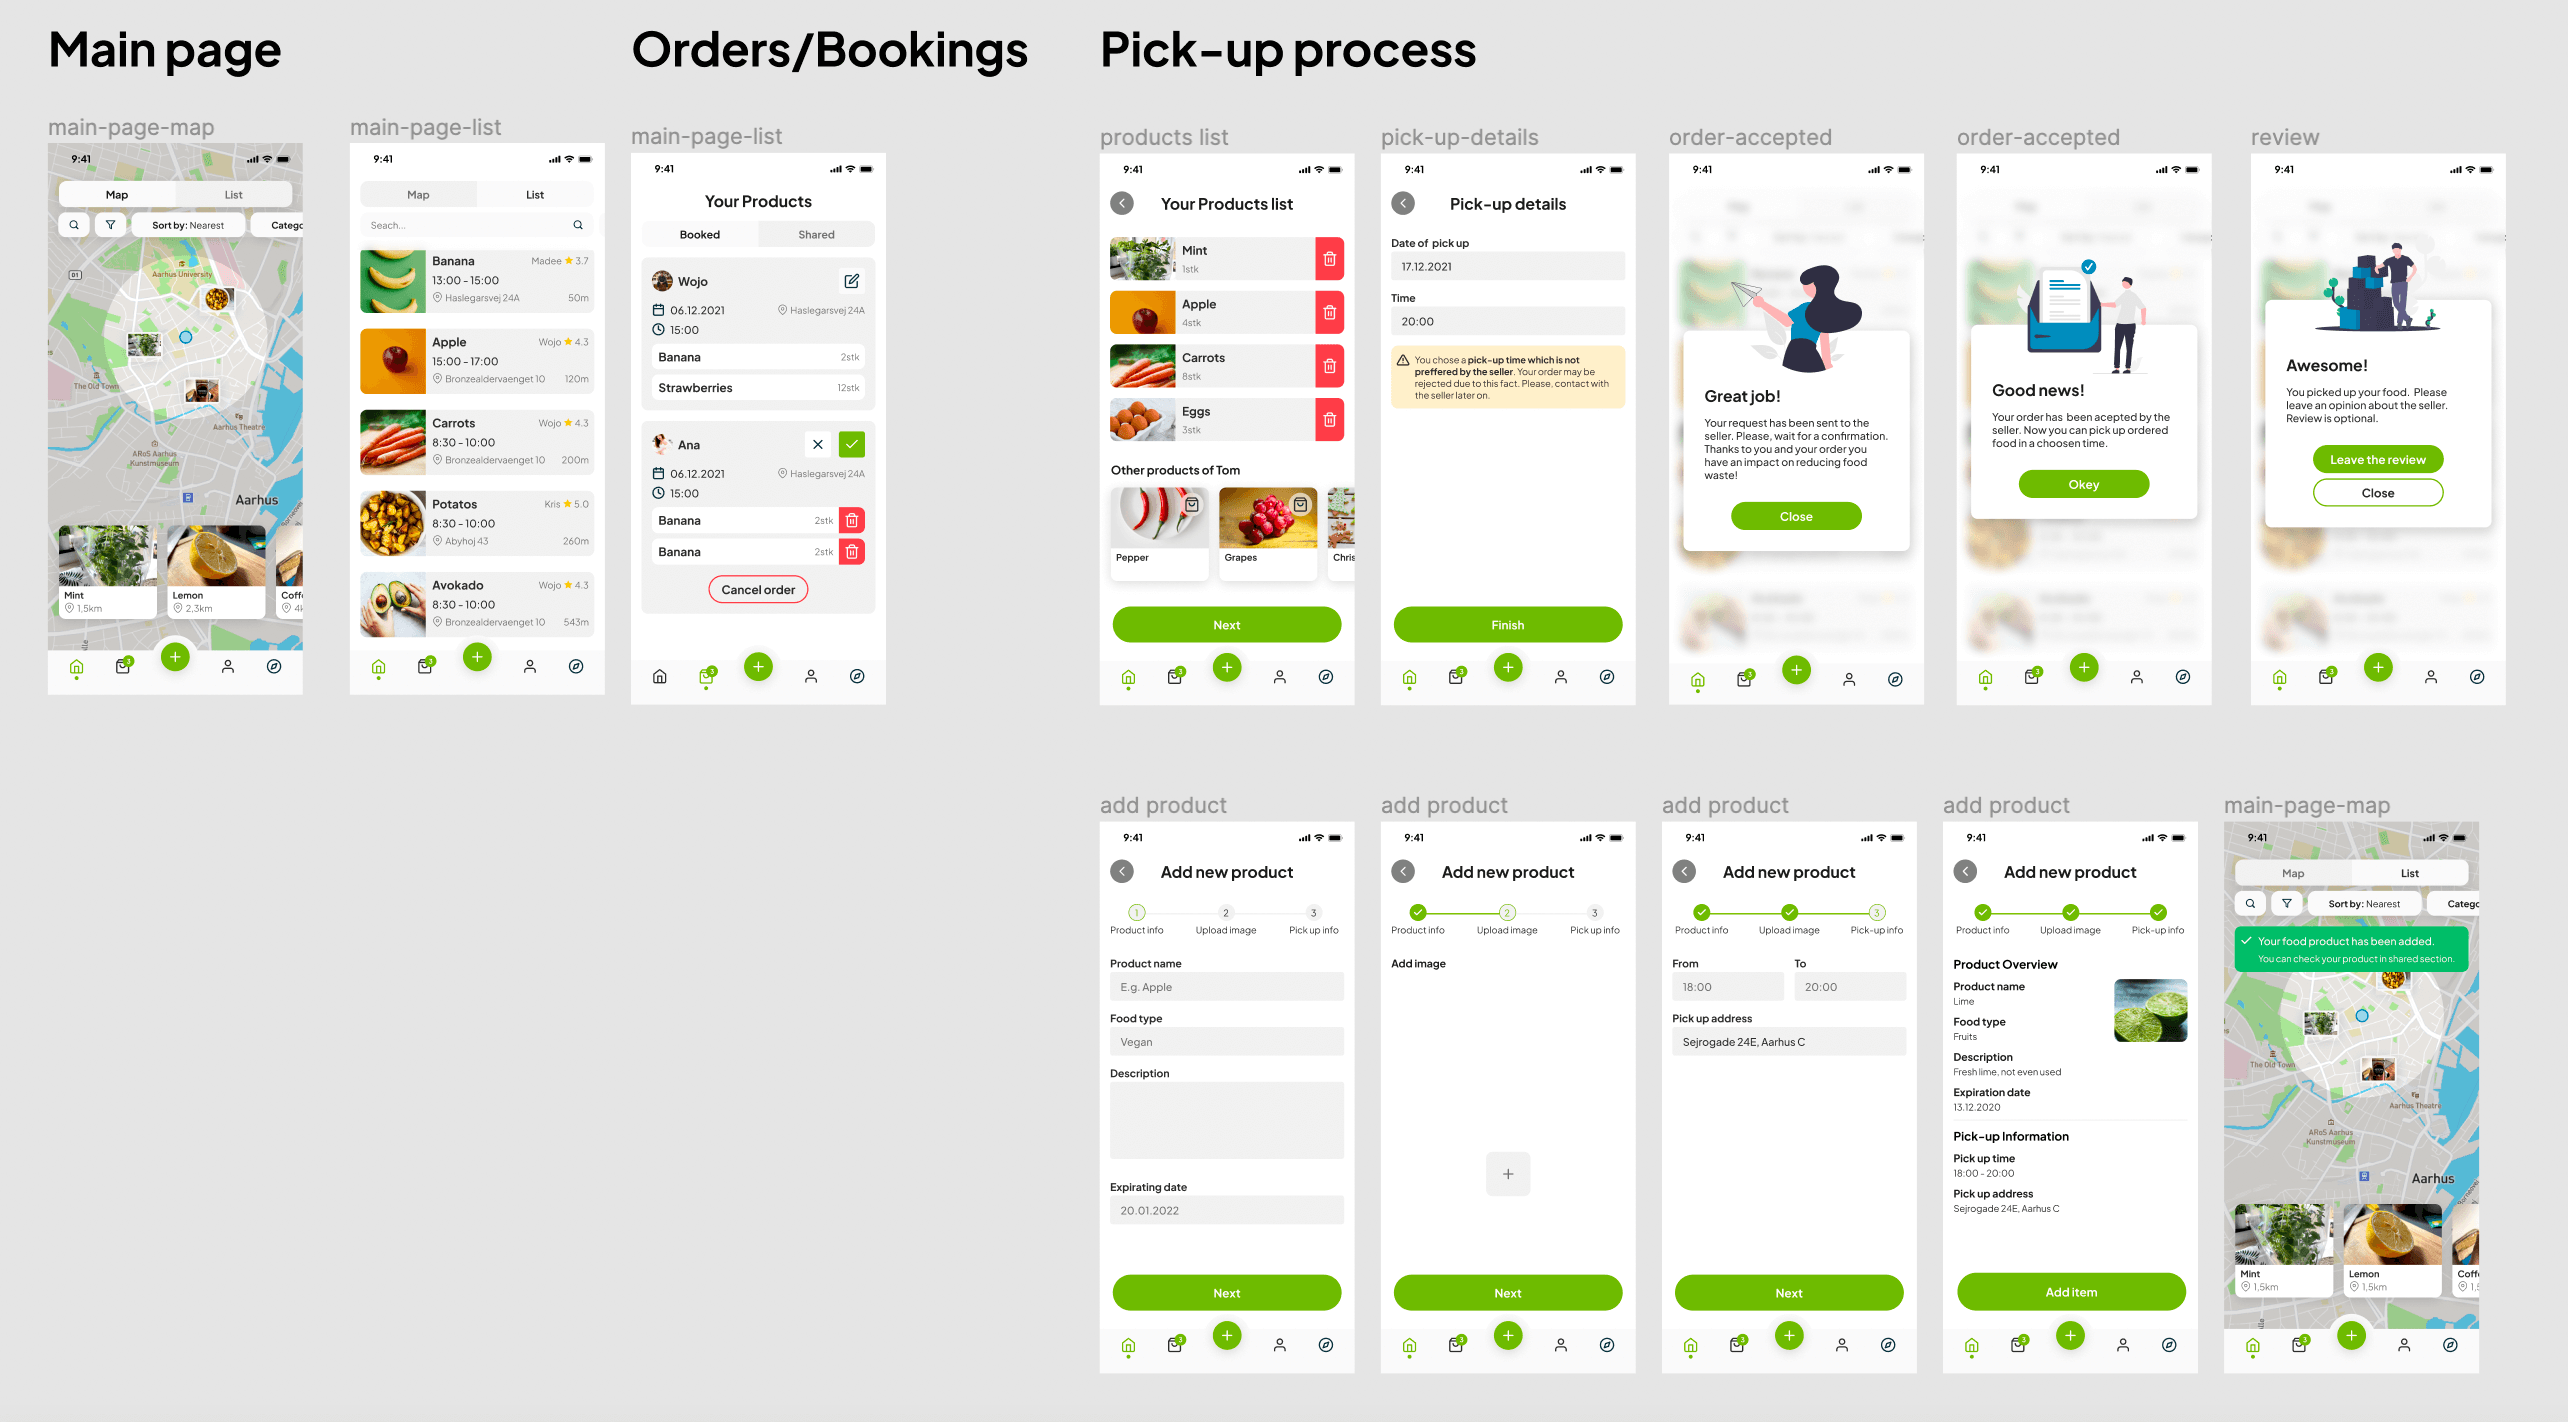 Main page
Orders/Bookings
Pick-up process
main-page-map
9:41
Map
List
Sort by: Nearest
Catego
Aarhus University
The Old Town
Aarhus Theatre
ARoS Aarhus
Kunstmuseum
Aarhus
Mint
1,5km
Lemon
2,3km
Coff
3
main-page-list
9:41
Map
List
Seach...
Banana
Madee 3.7
13:00 - 15:00
Haslegarsvej 24A
50m
Apple
Wojo 4.3
15:00 - 17:00
Bronzealdervaenget 10
120m
Carrots
Wojo 4.3
8:30 - 10:00
Bronzealdervaenget 10
200m
Potatos
Kris 5.0
8:30 - 10:00
Abyhoj 43
260m
Avokado
Wojo 4.3
8:30 - 10:00
Bronzealdervaenget 10
543m
3
main-page-list
9:41
Your Products
Booked
Shared
Wojo
06.12.2021
Haslegarsvej 24A
15:00
Banana
2stk
Strawberries
12stk
Ana
06.12.2021
Haslegarsvej 24A
15:00
Banana
2stk
Banana
2stk
Cancel order
3
products list
9:41
Your Products list
Mint
1stk
Apple
4stk
Carrots
8stk
Eggs
3stk
Other products of Tom
Pepper
Grapes
Chris
Next
3
pick-up-details
9:41
Pick-up details
Date of pick up
17.12.2021
Time
20:00
You chose a pick-up time which is not
preffered by the seller. Your order may be
rejected due to this fact. Please, contact with
the seller later on.
Finish
3
order-accepted
9:41
Great job!
Your request has been sent to the
seller. Please, wait for a confirmation.
Thanks to you and your order you
have an impact on reducing food
waste!
Close
3
order-accepted
9:41
Good news!
Your order has been acepted by the
seller. Now you can pick up ordered
food in a choosen time.
Okey
3
review
9:41
Awesome!
You picked up your food. Please
leave an opinion about the seller.
Review is optional.
Leave the review
Close
3
add product
9:41
Add new product
1
2
3
Product info
Upload image
Pick up info
Product name
E.g. Apple
Food type
Vegan
Description
Expirating date
20.01.2022
Next
3
add product
9:41
Add new product
2
3
Product info
Upload image
Pick up info
Add image
Next
3
add product
9:41
Add new product
3
Product info
Upload image
Pick-up info
From
To
18:00
20:00
Pick up address
Sejrogade 24E, Aarhus C
Next
3
add product
9:41
Add new product
Product info
Upload image
Pick-up info
Product Overview
Product name
Lime
Food type
Fruits
Description
Fresh lime, not even used
Expiration date
13.12.2020
Pick-up Information
Pick up time
18:00 - 20:00
Pick up address
Sejrogade 24E, Aarhus C
Add item
3
main-page-map
9:41
Map
List
Sort by: Nearest
Catego
Your food product has been added.
You can check your product in shared section.
The Old Town
Aarhus Theatre
ARoS Aarhus
Kunstmuseum
Aarhus
Mint
1,5km
Lemon
1,5km
Coff
3